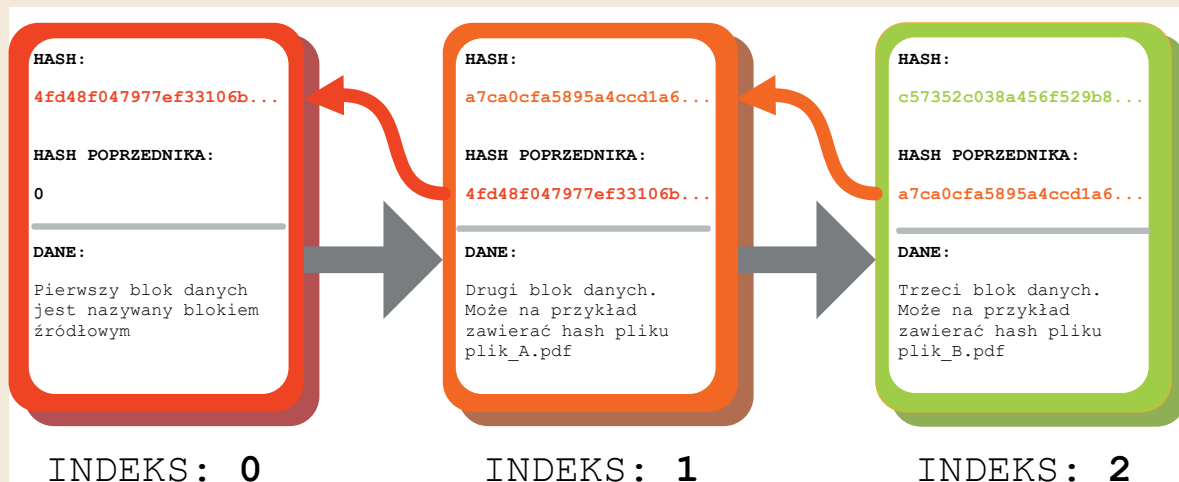 HASH:
4fd48f047977ef33106b...
HASH POPRZEDNIKA:
0
DANE:
Pierwszy blok danych
jest nazywany blokiem
źródłowym
INDEKS: 0
HASH:
a7ca0cfa5895a4ccd1a6...
HASH POPRZEDNIKA:
4fd48f047977ef33106b...
DANE:
Drugi blok danych.
Może na przykład
zawierać hash pliku
plik_A.pdf
INDEKS: 1
HASH:
c57352c038a456f529b8...
HASH POPRZEDNIKA:
a7ca0cfa5895a4ccd1a6...
DANE:
Trzeci blok danych.
Może na przykład
zawierać hash pliku
plik_B.pdf
INDEKS: 2